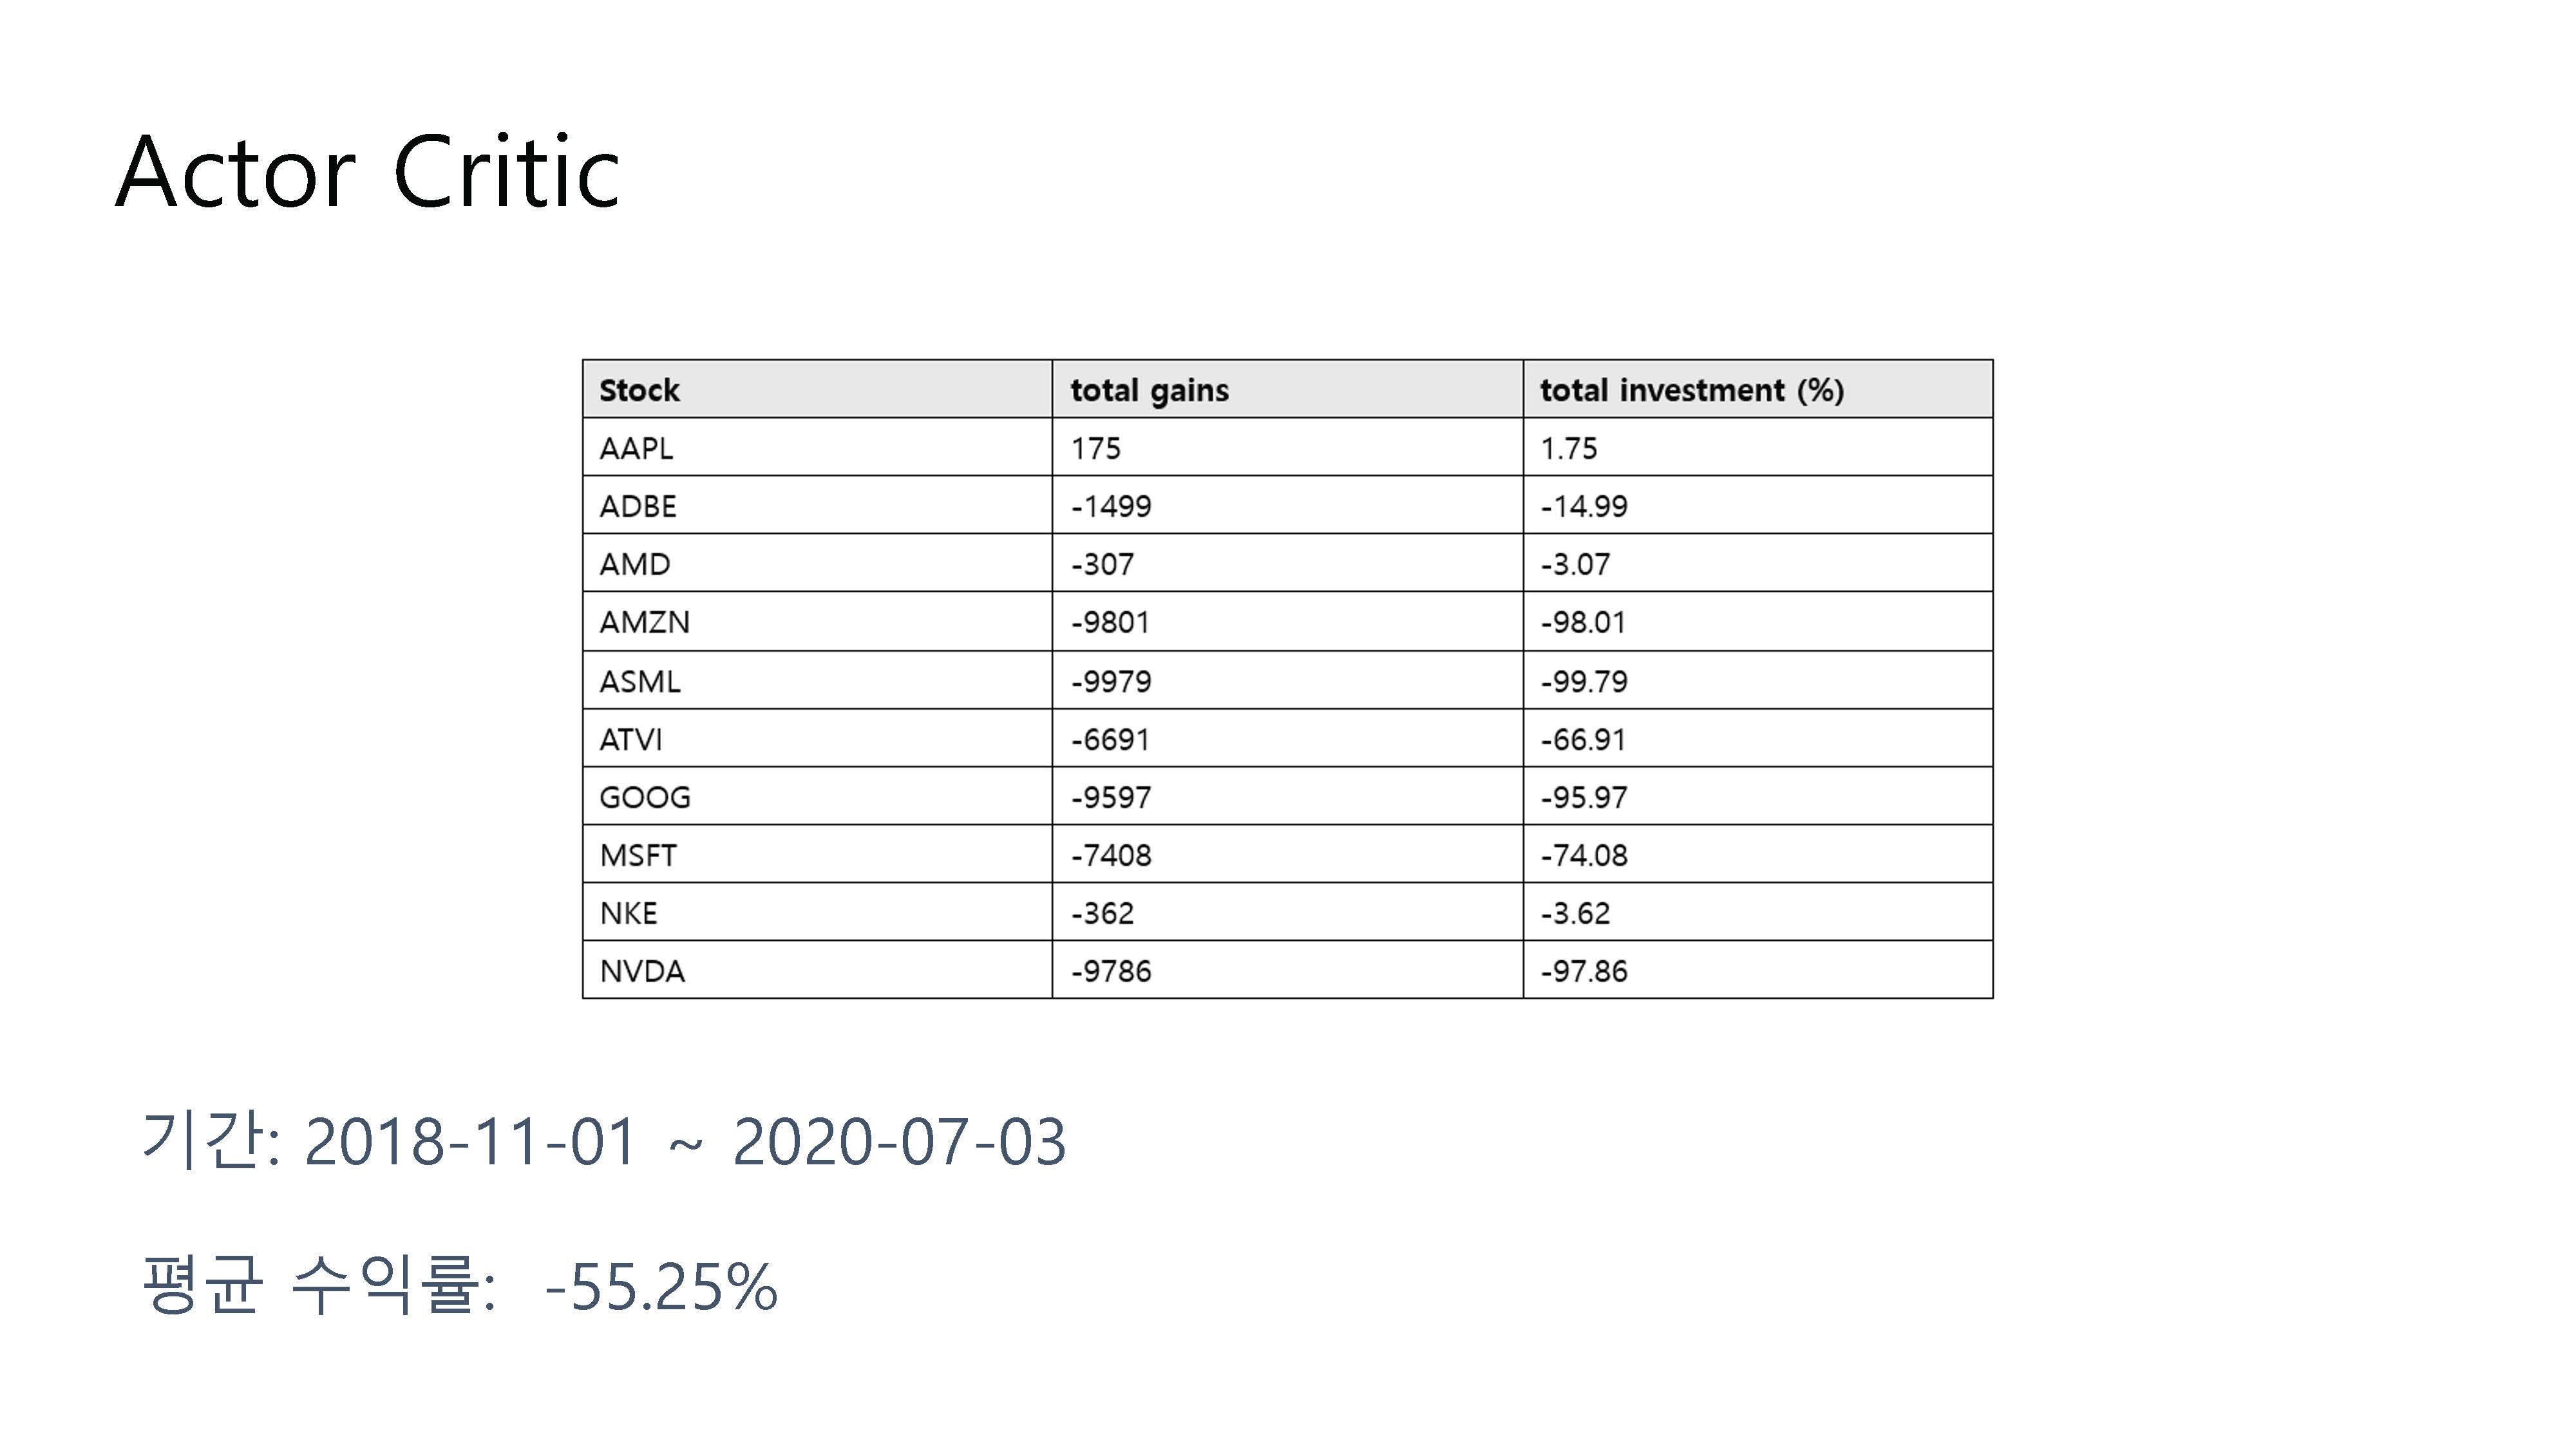 Actor Critic
Stock total gains total investment (%)
AAPL 175 1.75
ADBE -1499 -14.99
AMD -307 -3.07
AMZN -9801 -98.01
ASML -9979 -99.79
ATVI -6691 -66.91
GOOG -9597 -95.97
MSFT -7408 -74.08
NKE -362 -3.62
NVDA -9786 -97.86
기간: 2018-11-01 ~ 2020-07-03
평균 수익률: -55.25%